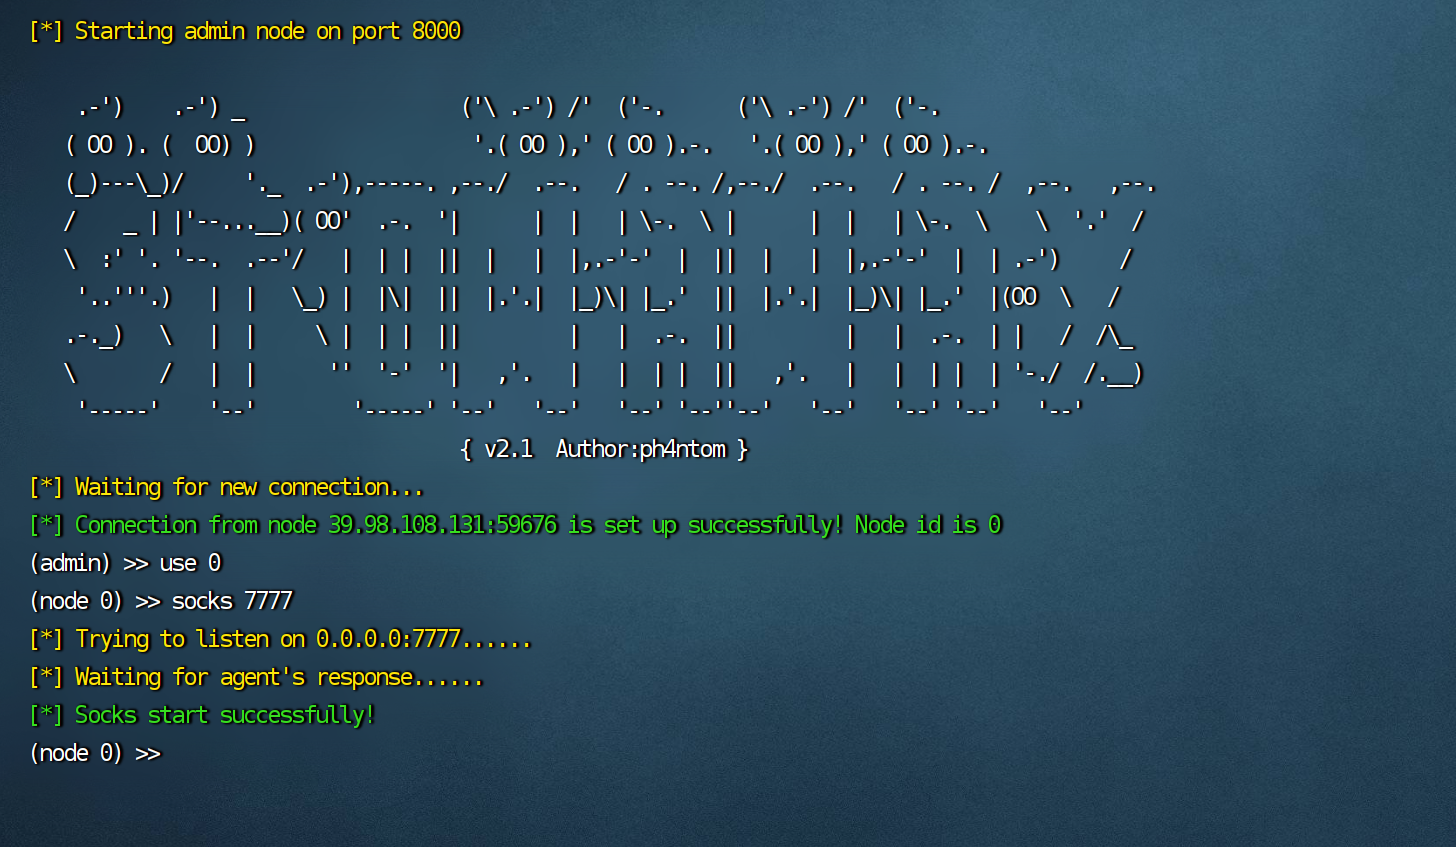 [*] Starting admin node on port 8000
 .-')    .-') _                  ('\ .-') /'  ('-.      ('\ .-') /'  ('-.
( OO ). (  OO) )                  '.( OO ),' ( OO ).-.   '.( OO ),' ( OO ).-.
(_)---\_)/     '._  .-'),-----. ,--./  .--.   / . --. /,--./  .--.   / . --. /  ,--.   ,--.
/    _ | |'--...__)( OO'  .-.  '|      |  |   | \-.  \ |      |  |   | \-.  \    \  '.'  /
\  :' '. '--.  .--'/   |  | |  ||  |   |  |,.-'-'  |  ||  |   |  |,.-'-'  |  | .-')     /
 '..'''.)   |  |   \_) |  |\|  ||  |.'.|  |_)\| |_.'  ||  |.'.|  |_)\| |_.'  |(OO  \   /
.-._)   \   |  |     \ |  | |  ||         |   |  .-.  ||         |   |  .-.  | |   /  /\_
\       /   |  |      ''  '-'  '|   ,'.   |   |  | |  ||   ,'.   |   |  | |  | '-./  /.__)
 '-----'    '--'        '-----' '--'   '--'   '--' '--''--'   '--'   '--' '--'   '--'
{ v2.1  Author:ph4ntom }
[*] Waiting for new connection...
[*] Connection from node 39.98.108.131:59676 is set up successfully! Node id is 0
(admin) >> use 0
(node 0) >> socks 7777
[*] Trying to listen on 0.0.0.0:7777......
[*] Waiting for agent's response......
[*] Socks start successfully!
(node 0) >>